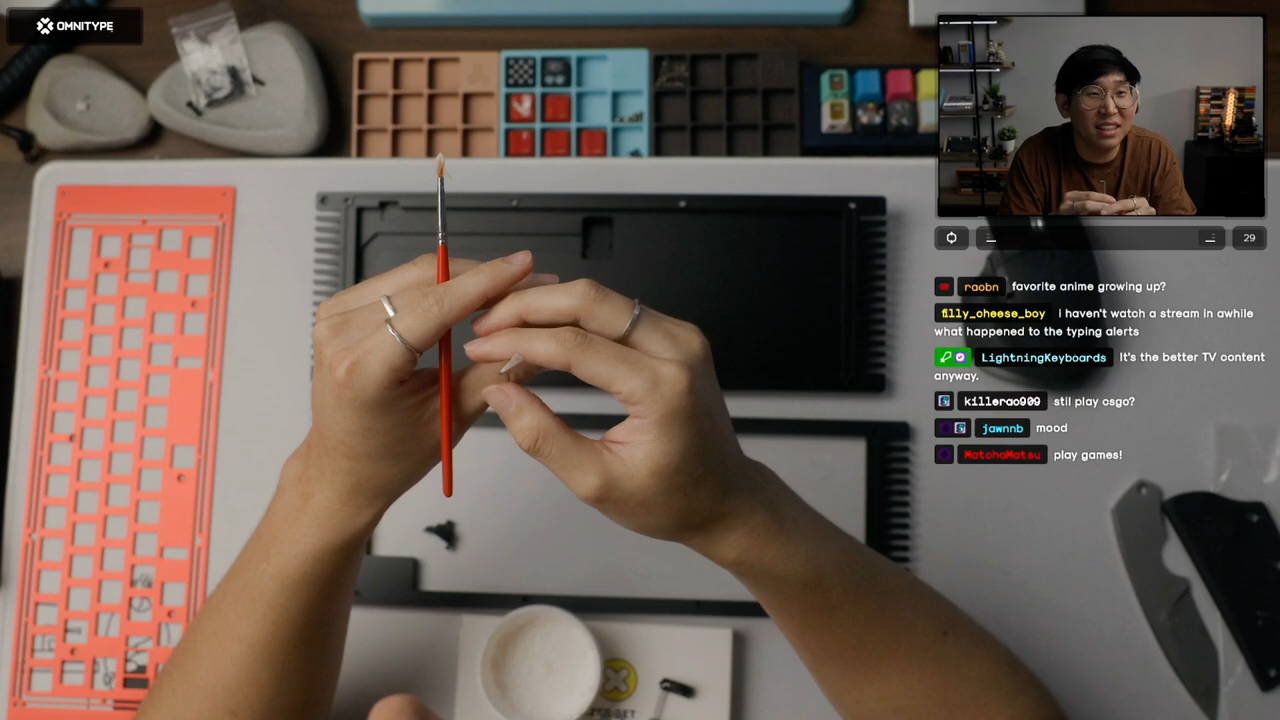 OMNITYPE
29
raobn favorite anime growing up?
filly_cheese_boy i haven't watch a stream in awhile
what happened to the typing alerts
LightningKeyboards It's the better TV content
anyway.
killerao909 stil play csgo?
jawnnb mood
MatchaMatsu play games!